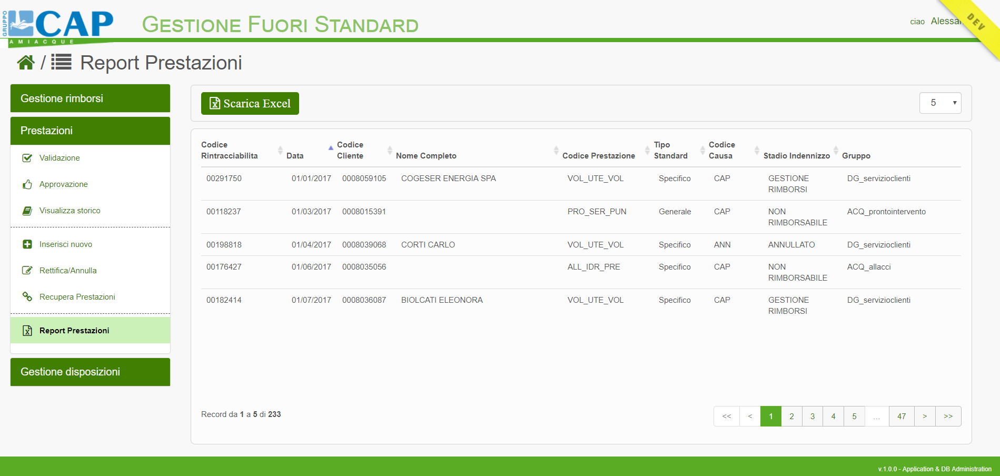 GRUPPO
CAP
AMIACQUE
GESTIONE FUORI STANDARD
ciao
DEV
/ Report Prestazioni
Gestione rimborsi
Prestazioni
Validazione
Approvazione
Visualizza storico
Inserisci nuovo
Rettifica/Annulla
Recupera Prestazioni
Report Prestazioni
Gestione disposizioni
Scarica Excel
5
Codice Rintracciabilita Data Codice Cliente Nome Completo Codice Prestazione Tipo Standard Codice Causa Stadio Indennizzo Gruppo
00291750 01/01/2017 0008059105 COGESER ENERGIA SPA VOL_UTE_VOL Specifico CAP GESTIONE RIMBORSI DG_servizioclienti
00118237 01/03/2017 0008015391 PRO_SER_PUN Generale CAP NON RIMBORSABILE ACQ_prontointervento
00198818 01/04/2017 0008039068 CORTI CARLO VOL_UTE_VOL Specifico ANN ANNULLATO DG_servizioclienti
00176427 01/06/2017 0008035056 ALL_IDR_PRE Specifico CAP NON RIMBORSABILE ACQ_allacci
00182414 01/07/2017 0008036087 BIOLCATI ELEONORA VOL_UTE_VOL Specifico CAP GESTIONE RIMBORSI DG_servizioclienti
Record da 1 a 5 di 233
<< < 1 2 3 4 5 ... 47 > >>
v.1.0.0 - Application & DB Administration